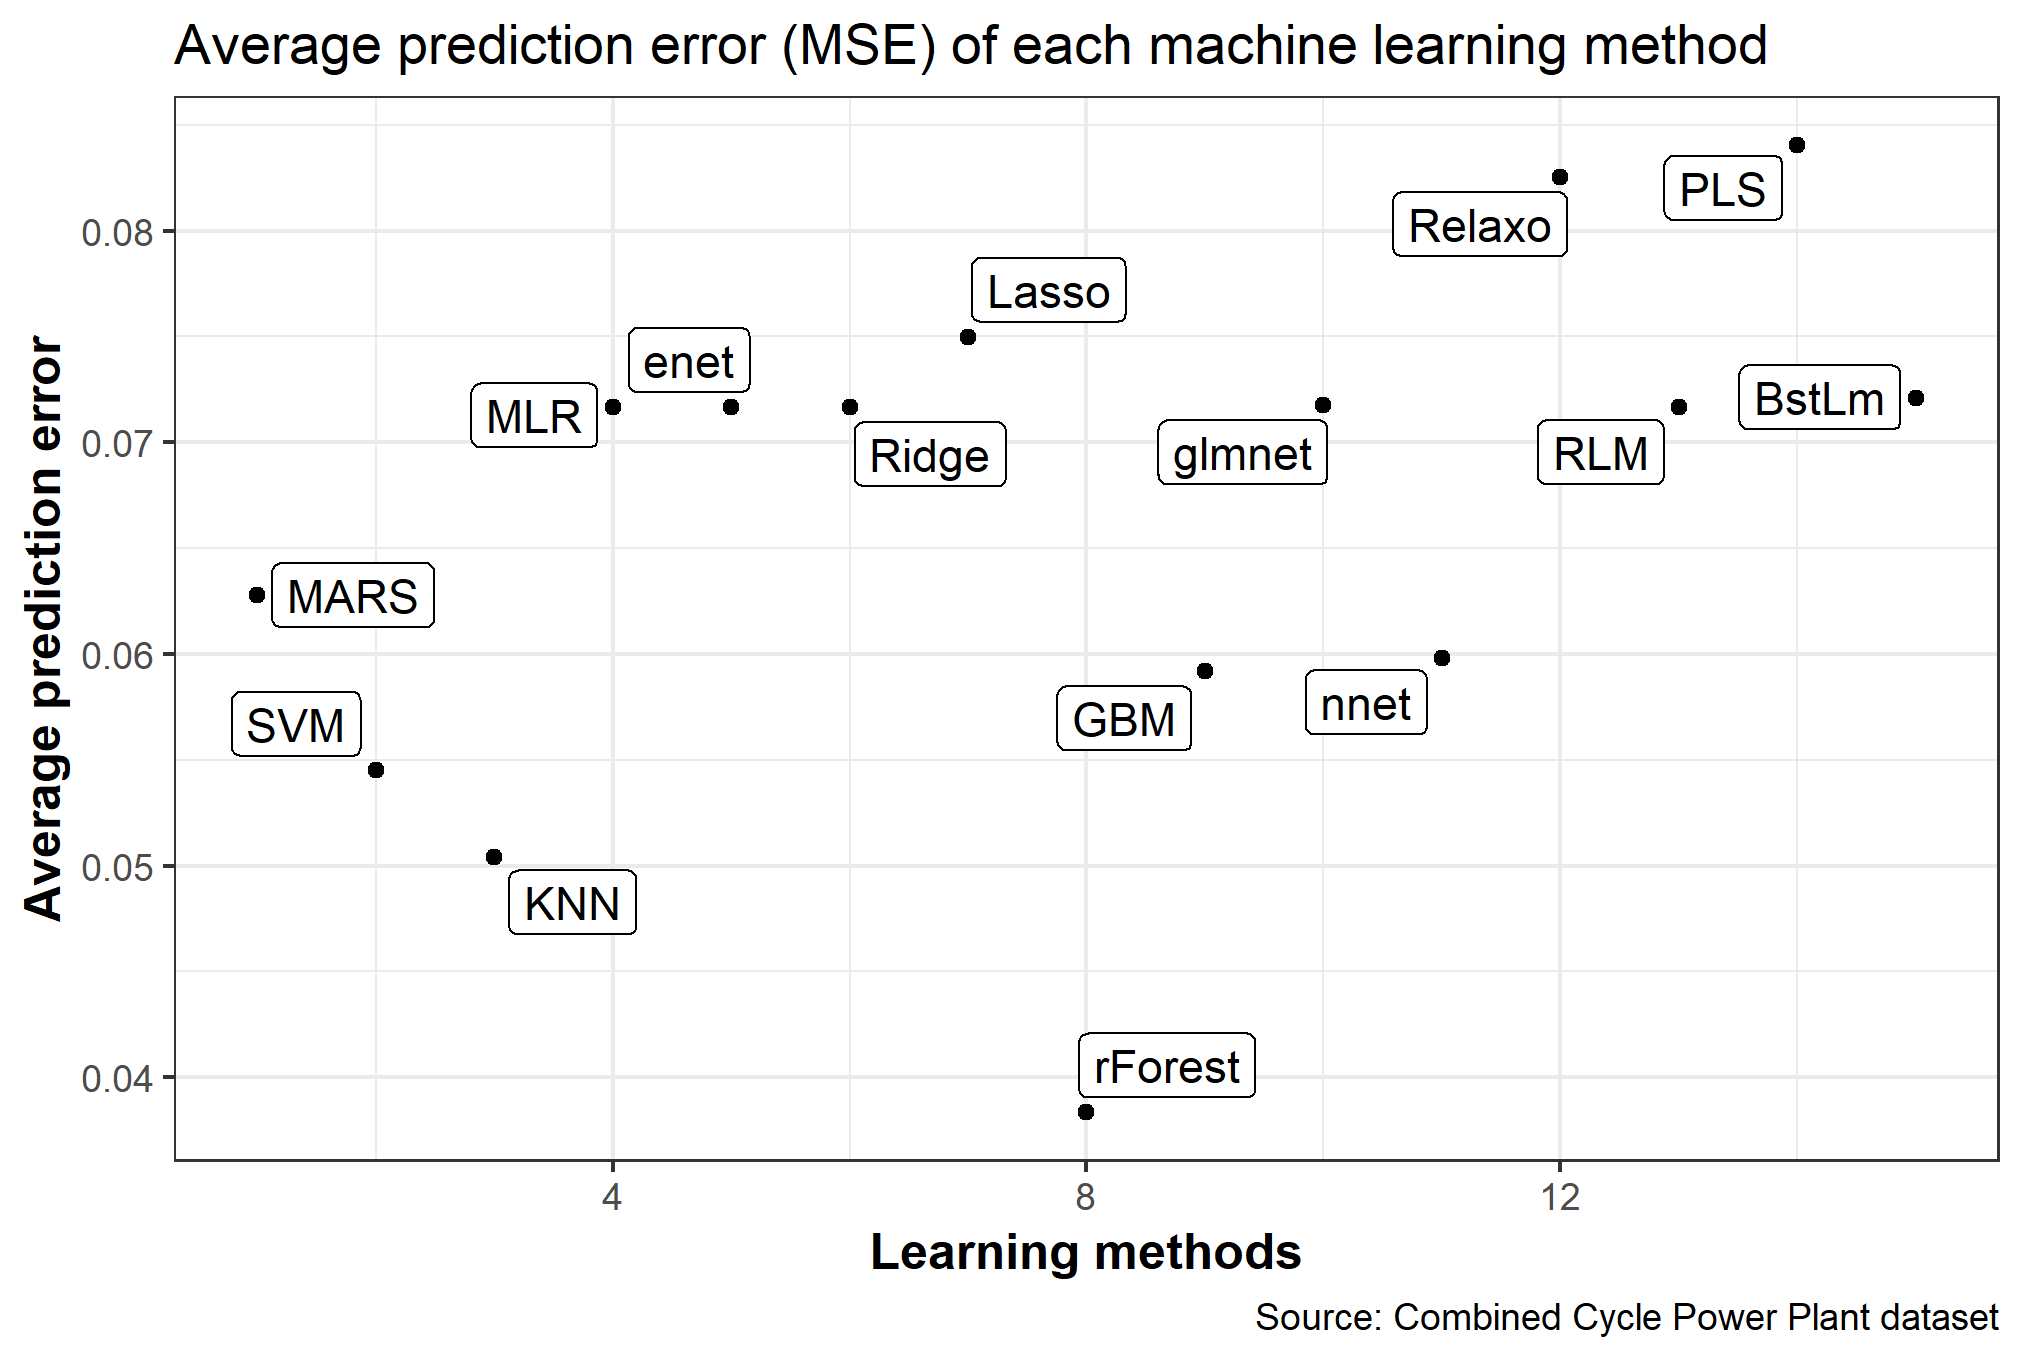 Average prediction error (MSE) of each machine learning method
Average prediction error
0.08
0.07
0.06
0.05
0.04
PLS
Relaxo
Lasso
enet
MLR
Ridge
glmnet
RLM
BstLm
MARS
SVM
GBM
nnet
KNN
rForest
4
8
12
Learning methods
Source: Combined Cycle Power Plant dataset